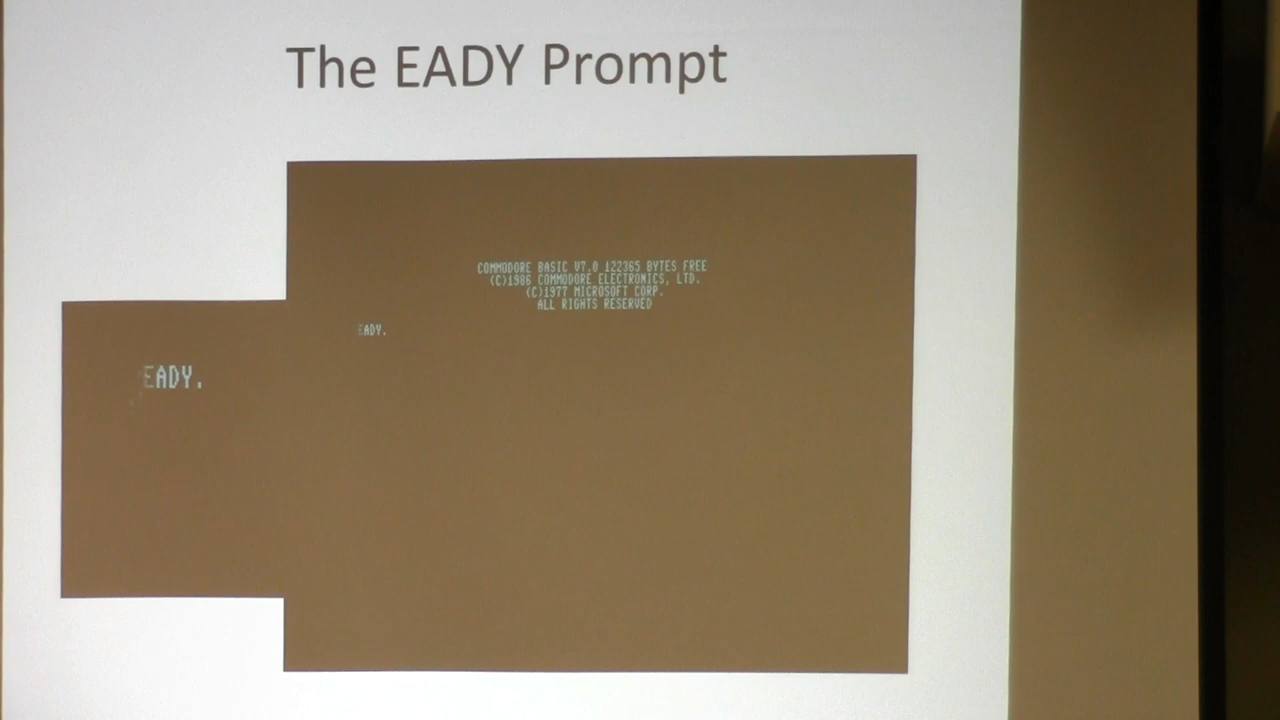 The EADY Prompt
COMMODORE BASIC V7.0 122365 BYTES FREE
(C)1986 COMMODORE ELECTRONICS, LTD.
(C)1977 MICROSOFT CORP.
ALL RIGHTS RESERVED
EADY.
EADY.